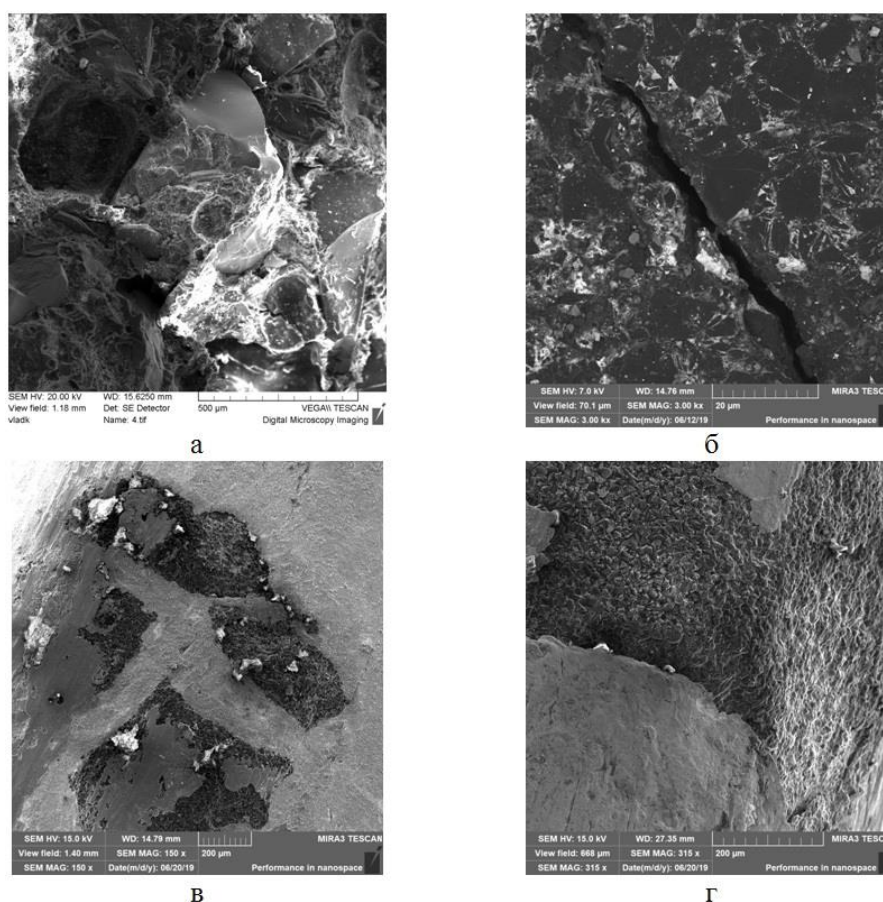 SEM HV: 20.00 kV WD: 15.6250 mm
View field: 1.18 mm Det: SE Detector 500 µm VEGA\\ TESCAN
vladk Name: 4.tif Digital Microscopy Imaging
а
SEM HV: 7.0 kV WD: 14.76 mm MIRA3 TESC
View field: 70.1 µm SEM MAG: 3.00 kx 20 µm
SEM MAG: 3.00 kx Date(m/d/y): 06/12/19 Performance in nanospace
б
SEM HV: 15.0 kV WD: 14.79 mm MIRA3 TESCAN
View field: 1.40 mm SEM MAG: 150 x 200 µm
SEM MAG: 150 x Date(m/d/y): 06/20/19 Performance in nanospace
в
SEM HV: 15.0 kV WD: 27.35 mm MIRA3 TESC
View field: 668 µm SEM MAG: 315 x 200 µm
SEM MAG: 315 x Date(m/d/y): 06/20/19 Performance in nanospace
г